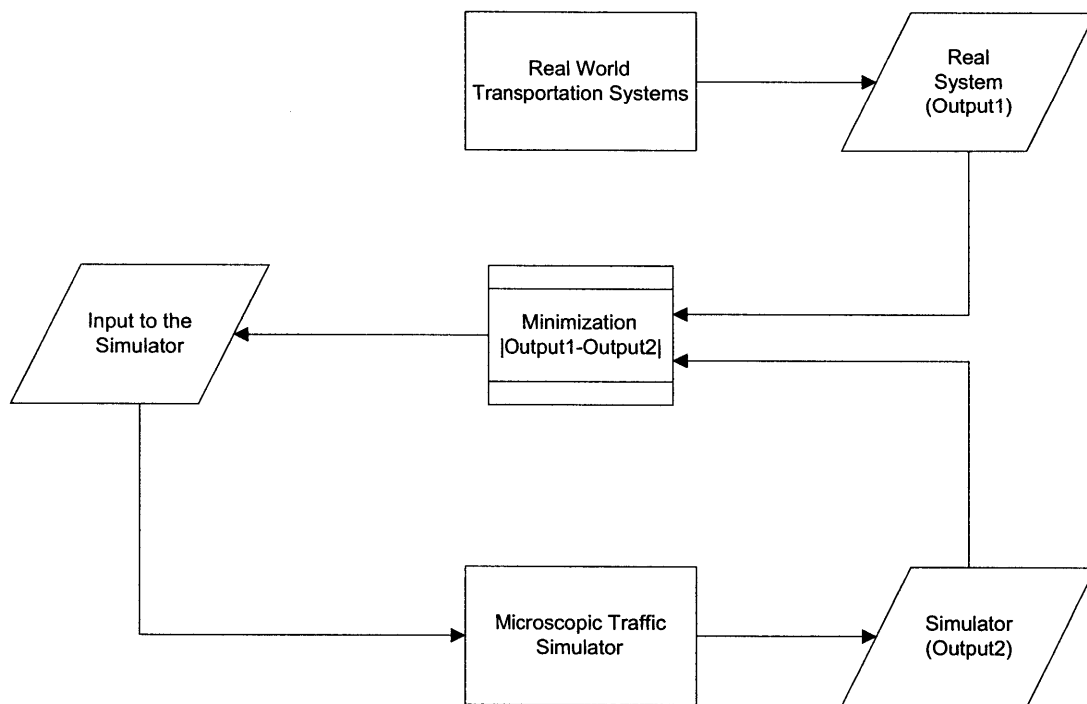 Real World
Transportation Systems
Real
System
(Output1)
Input to the
Simulator
Minimization
|Output1-Output2|
Microscopic Traffic
Simulator
Simulator
(Output2)